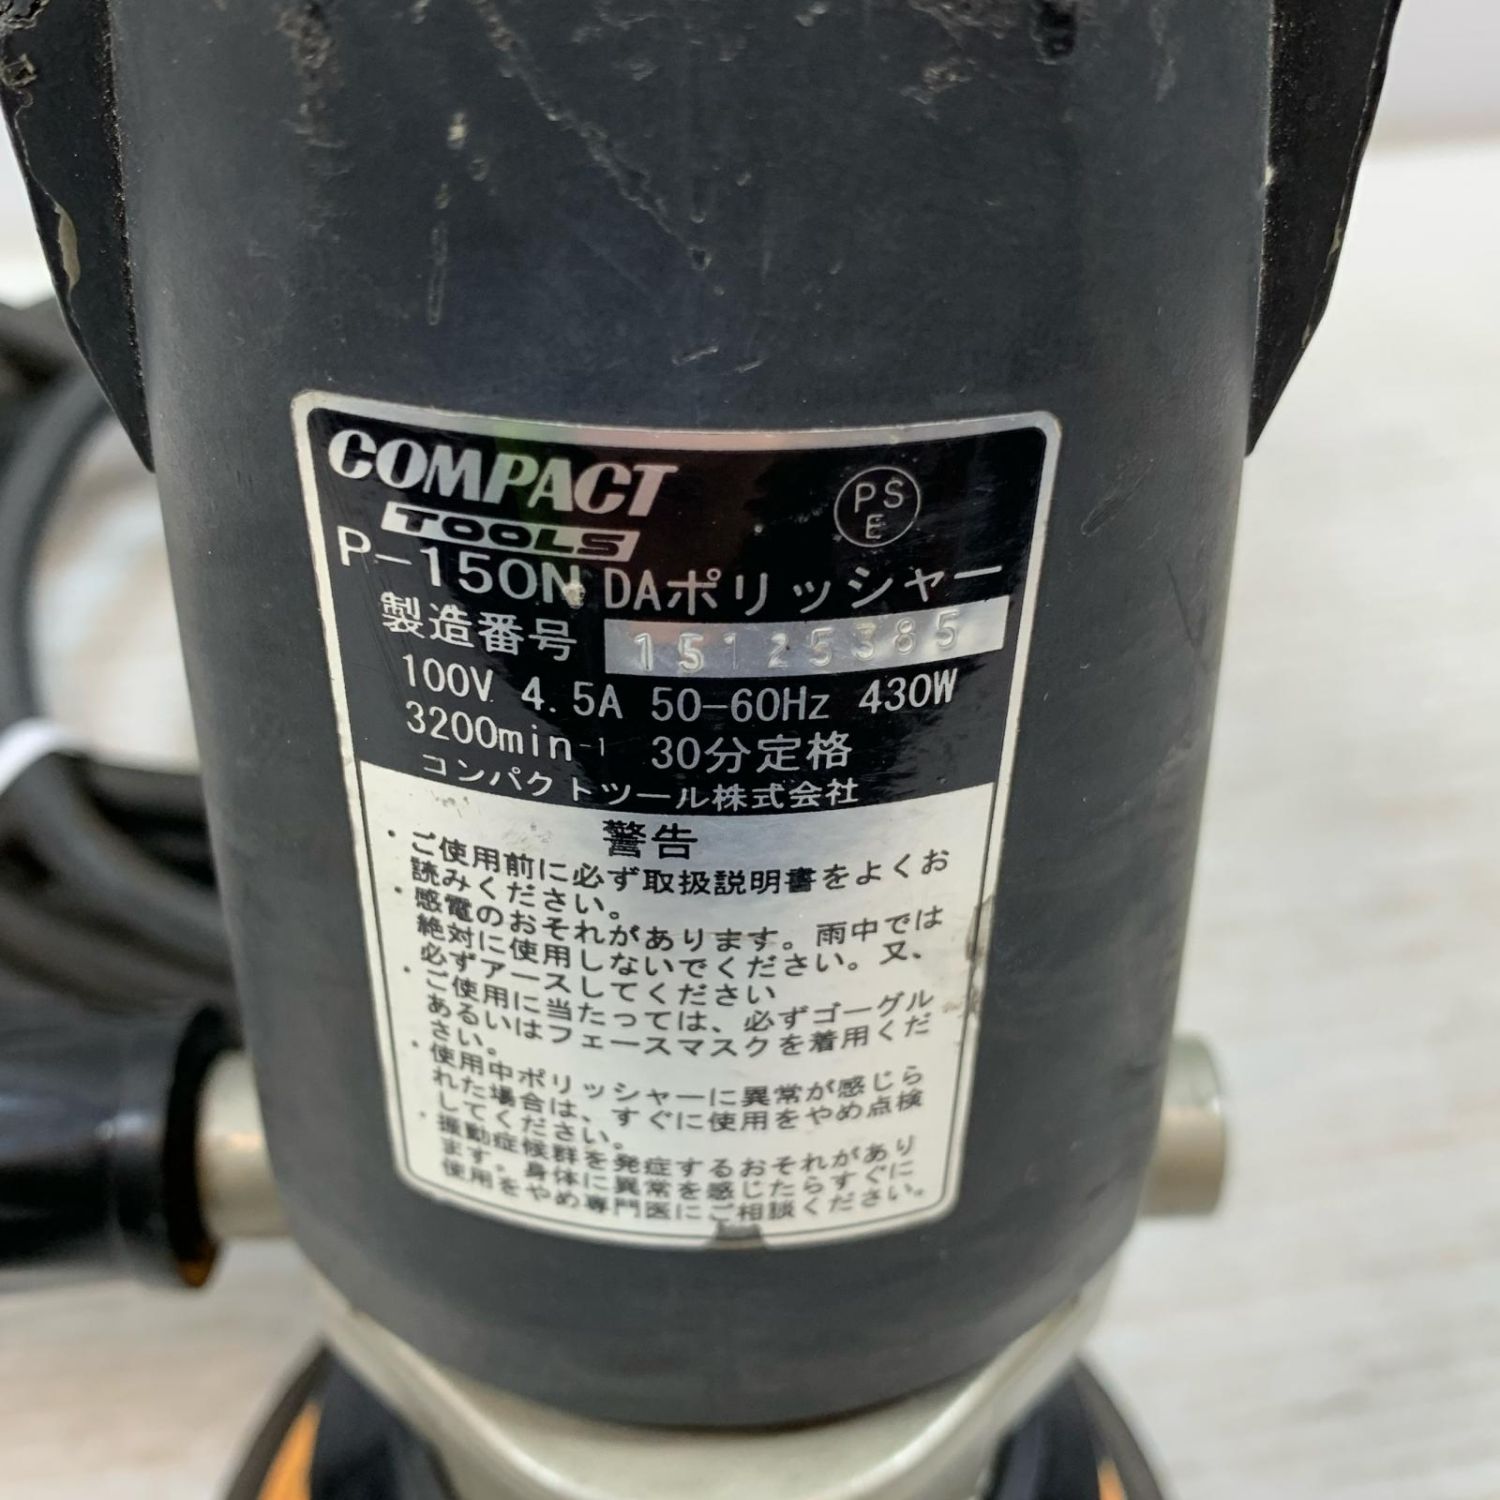 COMPACT
TOOLS
PS
E
P-150N DAポリッシャー
製造番号 15125385
100V 4.5A 50-60Hz 430W
3200min-1 30分定格
コンパクトツール株式会社
警告
・ご使用前に必ず取扱説明書をよくお
読みください。
・感電のおそれがあります。雨中では
絶対に使用しないでください。又、
必ずアースしてください
・ご使用に当たっては、必ずゴーグル
あるいはフェースマスクを着用くだ
さい。
・使用中ポリッシャーに異常が感じら
れた場合は、すぐに使用をやめ点検
してください。
・振動症候群を発症するおそれがあり
ます。身体に異常を感じたらすぐに
使用をやめ専門医にご相談ください。